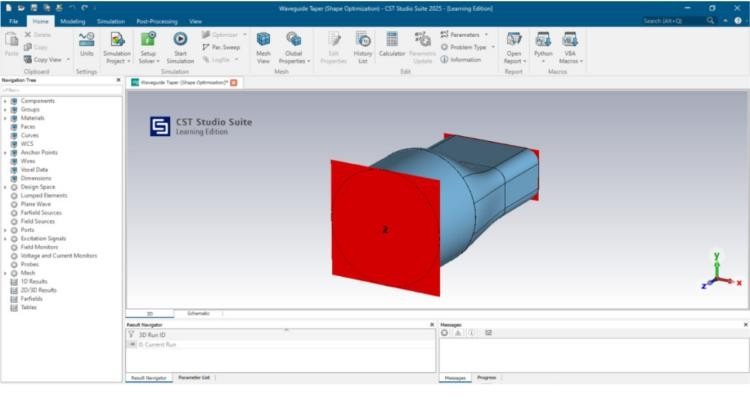 Waveguide Taper (Shape Optimization) - CST Studio Suite 2025 - [Learning Edition]
File Home Modeling Simulation Post-Processing View Search (Alt+Q)
Paste Delete Copy Copy View
Clipboard
Units
Settings
Simulation Project Setup Solver Start Simulation Optimizer Par. Sweep Logfile
Simulation
Mesh View Global Properties
Mesh
Edit Properties History List Calculator Parametric Update Parameters Problem Type Information
Edit
Open Report
Report
Python VBA Macros
Macros
Navigation Tree
Waveguide Taper (Shape Optimization)*
Components
Groups
Materials
Faces
Curves
WCS
Anchor Points
Wires
Voxel Data
Dimensions
Design Space
Lumped Elements
Plane Wave
Farfield Sources
Field Sources
Ports
Excitation Signals
Field Monitors
Voltage and Current Monitors
Probes
Mesh
1D Results
2D/3D Results
Farfields
Tables
CST Studio Suite
Learning Edition
2
y
z
x
3D Schematic
Result Navigator
3D Run ID
0: Current Run
Result Navigator Parameter List
Messages
Messages Progress